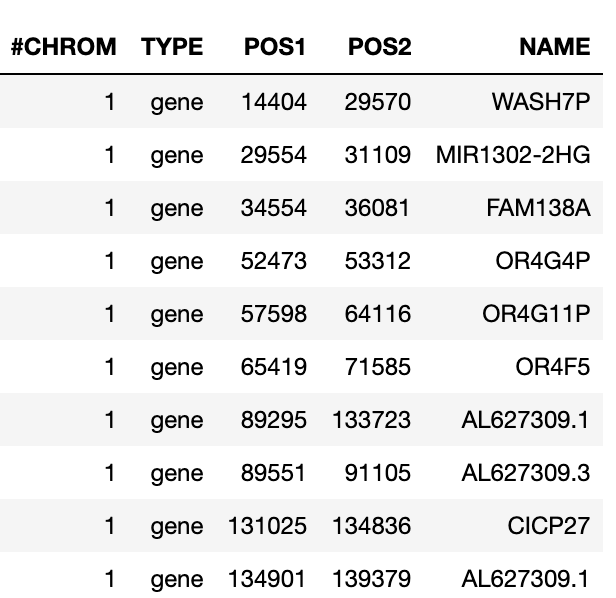 #CHROM TYPE POS1 POS2 NAME
1 gene 14404 29570 WASH7P
1 gene 29554 31109 MIR1302-2HG
1 gene 34554 36081 FAM138A
1 gene 52473 53312 OR4G4P
1 gene 57598 64116 OR4G11P
1 gene 65419 71585 OR4F5
1 gene 89295 133723 AL627309.1
1 gene 89551 91105 AL627309.3
1 gene 131025 134836 CICP27
1 gene 134901 139379 AL627309.1